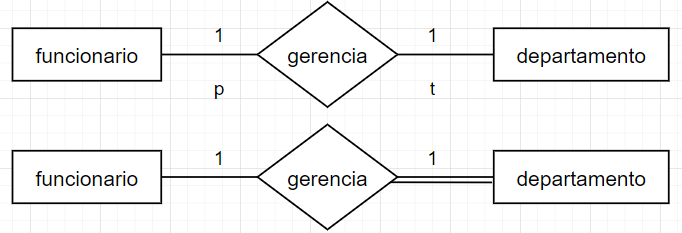 1 1
funcionario gerencia departamento
p t
1 1
funcionario gerencia departamento